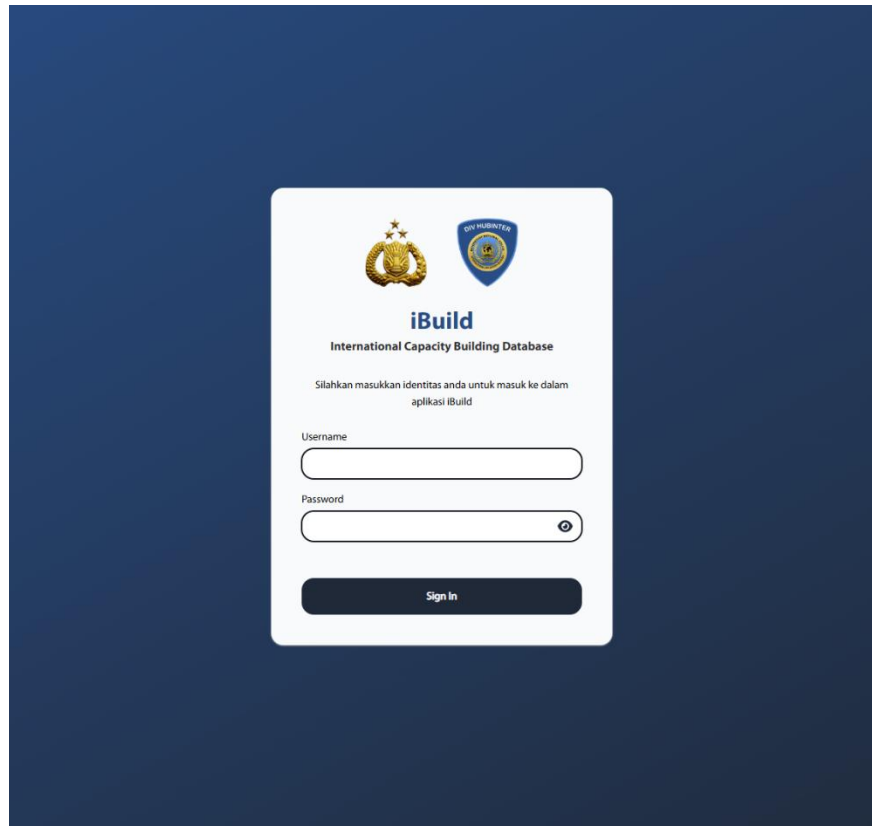 DIV HUBINTER
iBuild
International Capacity Building Database
Silahkan masukkan identitas anda untuk masuk ke dalam
aplikasi iBuild
Username
Password
Sign In